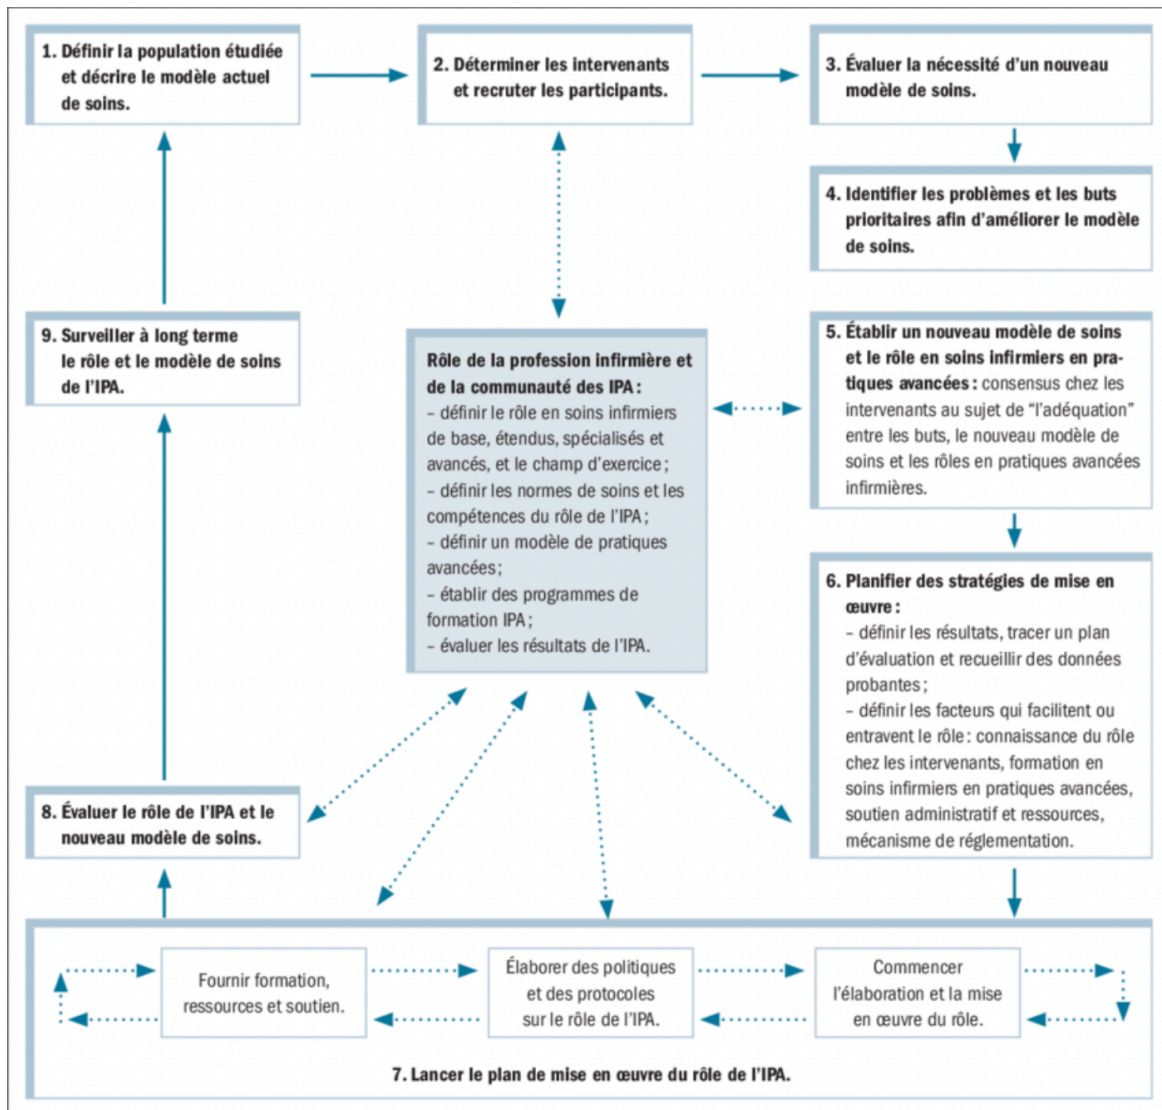 1. Définir la population étudiée
et décrire le modèle actuel
de soins.
2. Déterminer les intervenants
et recruter les participants.
3. Évaluer la nécessité d'un nouveau
modèle de soins.
4. Identifier les problèmes et les buts
prioritaires afin d'améliorer le modèle
de soins.
5. Établir un nouveau modèle de soins
et le rôle en soins infirmiers en pra-
tiques avancées : consensus chez les
intervenants au sujet de “l'adéquation”
entre les buts, le nouveau modèle de
soins et les rôles en pratiques avancées
infirmières.
Rôle de la profession infirmière et
de la communauté des IPA :
– définir le rôle en soins infirmiers
de base, étendus, spécialisés et
avancés, et le champ d'exercice ;
– définir les normes de soins et les
compétences du rôle de l'IPA ;
– définir un modèle de pratiques
avancées ;
– établir des programmes de
formation IPA ;
– évaluer les résultats de l'IPA.
6. Planifier des stratégies de mise en
œuvre :
– définir les résultats, tracer un plan
d'évaluation et recueillir des données
probantes ;
– définir les facteurs qui facilitent ou
entravent le rôle : connaissance du rôle
chez les intervenants, formation en
soins infirmiers en pratiques avancées,
soutien administratif et ressources,
mécanisme de réglementation.
9. Surveiller à long terme
le rôle et le modèle de soins
de l'IPA.
8. Évaluer le rôle de l'IPA et le
nouveau modèle de soins.
Fournir formation,
ressources et soutien.
Élaborer des politiques
et des protocoles
sur le rôle de l'IPA.
Commencer
l'élaboration et la mise
en œuvre du rôle.
7. Lancer le plan de mise en œuvre du rôle de l'IPA.